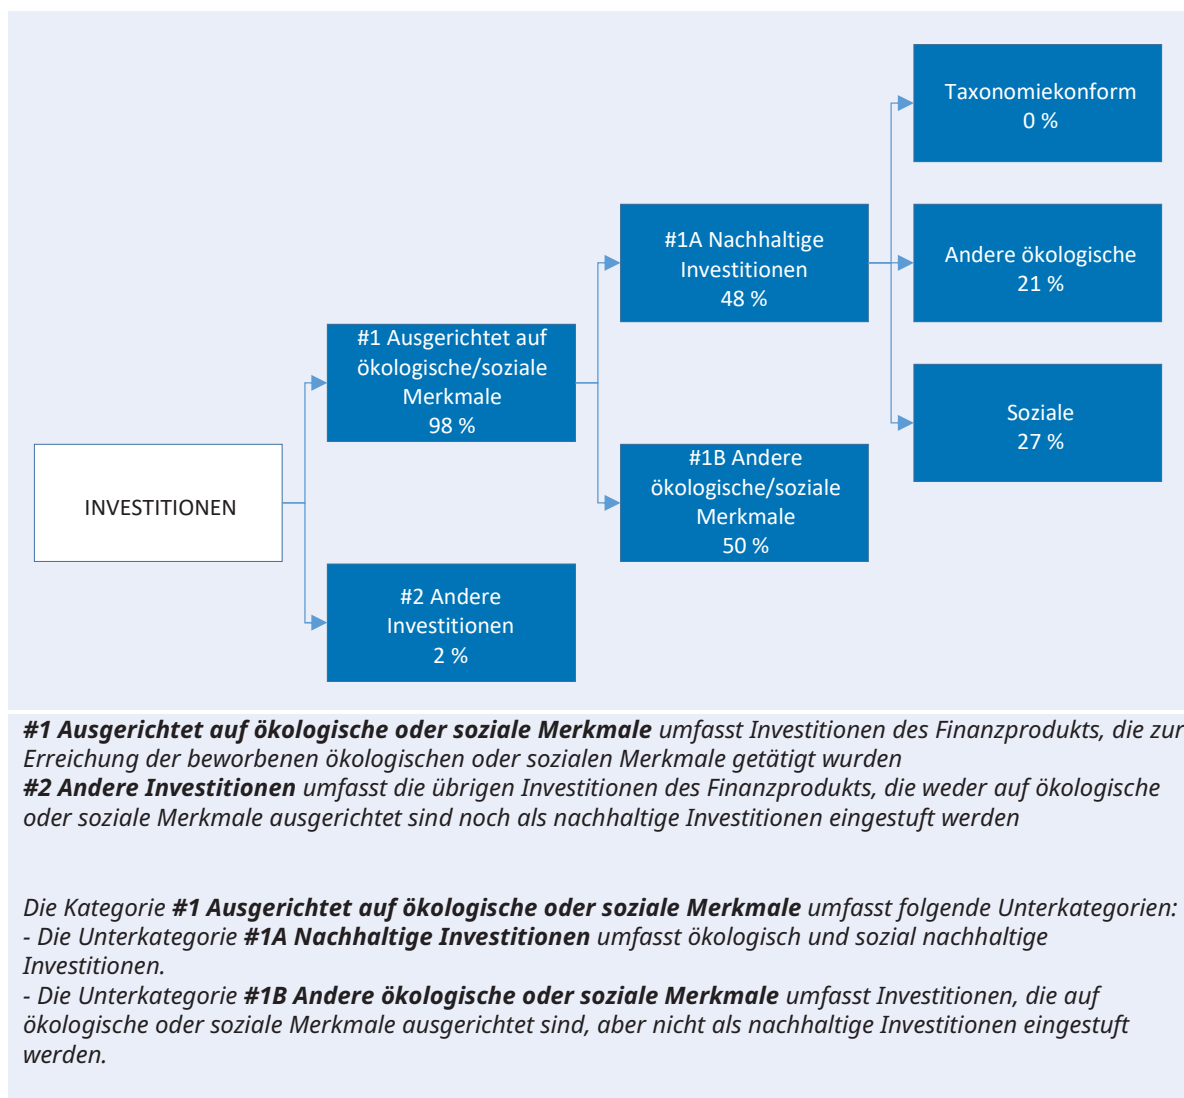 Taxonomiekonform
0 %
#1A Nachhaltige
Investitionen
48 %
Andere ökologische
21 %
#1 Ausgerichtet auf
ökologische/soziale
Merkmale
98 %
Soziale
27 %
INVESTITIONEN
#1B Andere
ökologische/soziale
Merkmale
50 %
#2 Andere
Investitionen
2 %
#1 Ausgerichtet auf ökologische oder soziale Merkmale umfasst Investitionen des Finanzprodukts, die zur
Erreichung der beworbenen ökologischen oder sozialen Merkmale getätigt wurden
#2 Andere Investitionen umfasst die übrigen Investitionen des Finanzprodukts, die weder auf ökologische
oder soziale Merkmale ausgerichtet sind noch als nachhaltige Investitionen eingestuft werden
Die Kategorie #1 Ausgerichtet auf ökologische oder soziale Merkmale umfasst folgende Unterkategorien:
- Die Unterkategorie #1A Nachhaltige Investitionen umfasst ökologisch und sozial nachhaltige
Investitionen.
- Die Unterkategorie #1B Andere ökologische oder soziale Merkmale umfasst Investitionen, die auf
ökologische oder soziale Merkmale ausgerichtet sind, aber nicht als nachhaltige Investitionen eingestuft
werden.